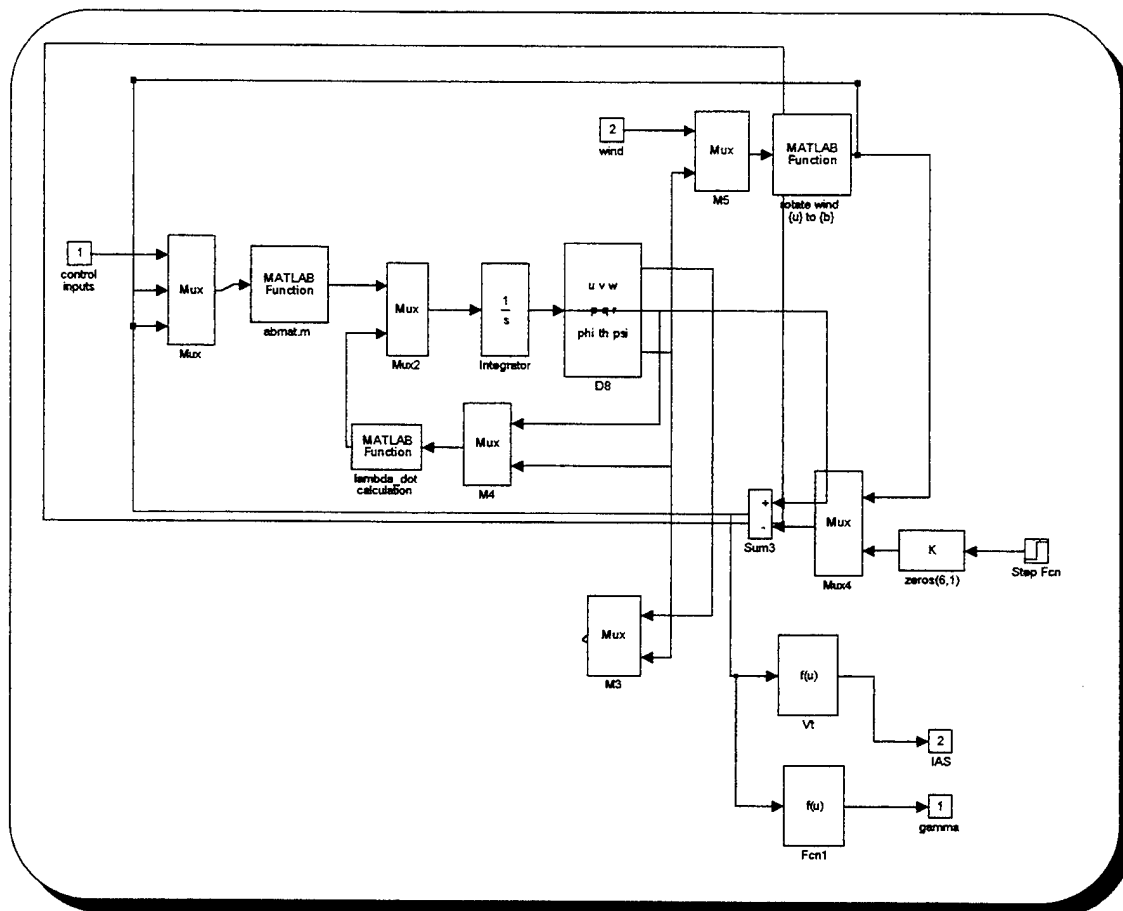 2
wind
Mux
M5
MATLAB
Function
rotate wind
{u} to {b}
1
control
inputs
Mux
Mux
MATLAB
Function
abmat.m
Mux
Mux2
1
s
Integrator
u v w
p q r
phi th psi
D8
MATLAB
Function
lambda_dot
calculation
Mux
M4
+
-
Sum3
Mux
Mux4
K
zeros(6,1)
Step Fcn
Mux
M3
f(u)
Vt
2
IAS
f(u)
Fcn1
1
gamma